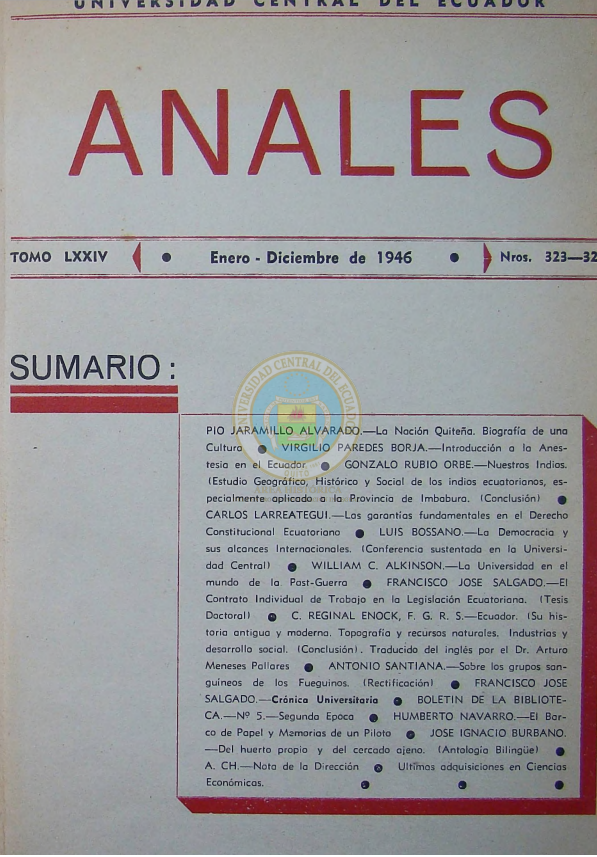 UNIVERSIDAD CENTRAL DEL ECUADOR
ANALES
TOMO LXXIV ● Enero - Diciembre de 1946 ● Nros. 323—32
SUMARIO :
PIO JARAMILLO ALVARADO.—La Nación Quiteña. Biografía de una
Cultura ● VIRGILIO PAREDES BORJA.—Introducción a la Anes-
tesia en el Ecuador ● GONZALO RUBIO ORBE.—Nuestros Indios.
(Estudio Geográfico, Histórico y Social de los indios ecuatorianos, es-
pecialmente aplicado a la Provincia de Imbabura. (Conclusión) ●
CARLOS LARREATEGUI.—Las garantías fundamentales en el Derecho
Constitucional Ecuatoriano ● LUIS BOSSANO.—La Democracia y
sus alcances Internacionales. (Conferencia sustentada en la Universi-
dad Central) ● WILLIAM C. ALKINSON.—La Universidad en el
mundo de la Post-Guerra ● FRANCISCO JOSE SALGADO.—El
Contrato Individual de Trabajo en la Legislación Ecuatoriana. (Tesis
Doctoral) ● C. REGINAL ENOCK, F. G. R. S.—Ecuador. (Su his-
toria antigua y moderna. Topografía y recursos naturales. Industrias y
desarrollo social. (Conclusión). Traducido del inglés por el Dr. Arturo
Meneses Pallares ● ANTONIO SANTIANA.—Sobre los grupos san-
guíneos de los Fueguinos. (Rectificación) ● FRANCISCO JOSE
SALGADO.—Crónica Universitaria ● BOLETIN DE LA BIBLIOTE-
CA.—Nº 5.—Segunda Epoca ● HUMBERTO NAVARRO.—El Bar-
co de Papel y Memorias de un Piloto ● JOSE IGNACIO BURBANO.
—Del huerto propio y del cercado ajeno. (Antología Bilingüe) ●
A. CH.—Nota de la Dirección ● Ultimas adquisiciones en Ciencias
Económicas. ● ● ●
UNIVERSIDAD CENTRAL DEL ECUADOR
QUITO
AREA HISTORICA